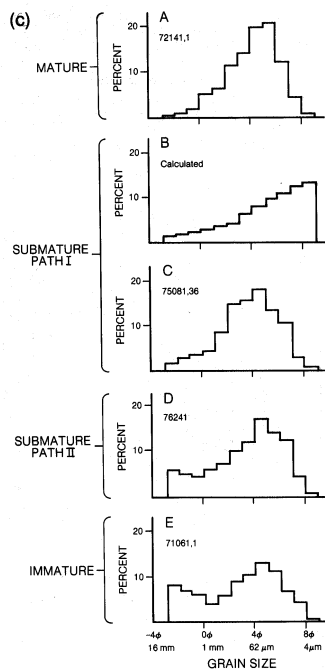 (c)
MATURE
A
72141,1
20
10
PERCENT
SUBMATURE
PATH I
B
Calculated
20
10
PERCENT
C
75081,36
20
10
PERCENT
SUBMATURE
PATH II
D
76241
20
10
PERCENT
IMMATURE
E
71061,1
20
10
PERCENT
-4ϕ 0ϕ 4ϕ 8ϕ
16 mm 1 mm 62 μm 4μm
GRAIN SIZE